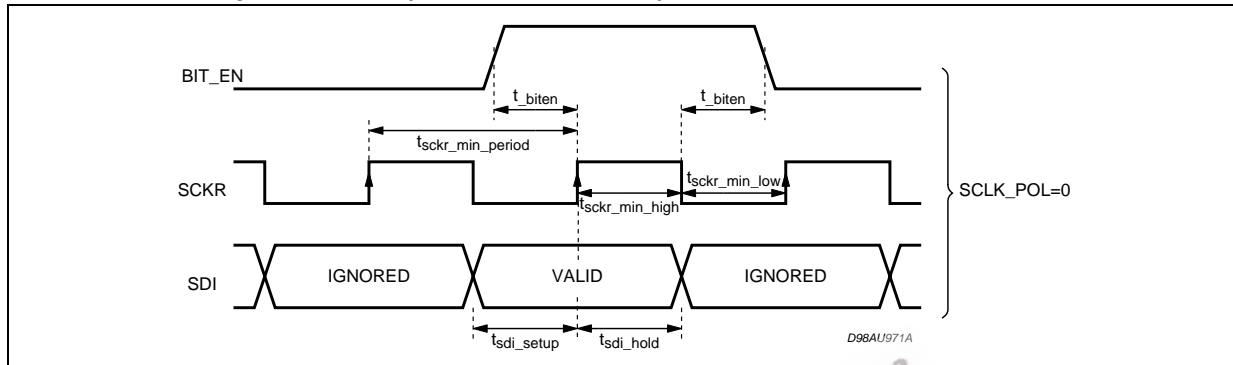 BIT_EN
t_biten
t_biten
tsckr_min_period
SCKR
tsckr_min_low
tsckr_min_high
SCLK_POL=0
SDI
IGNORED
VALID
IGNORED
tsdi_setup
tsdi_hold
D98AU971A